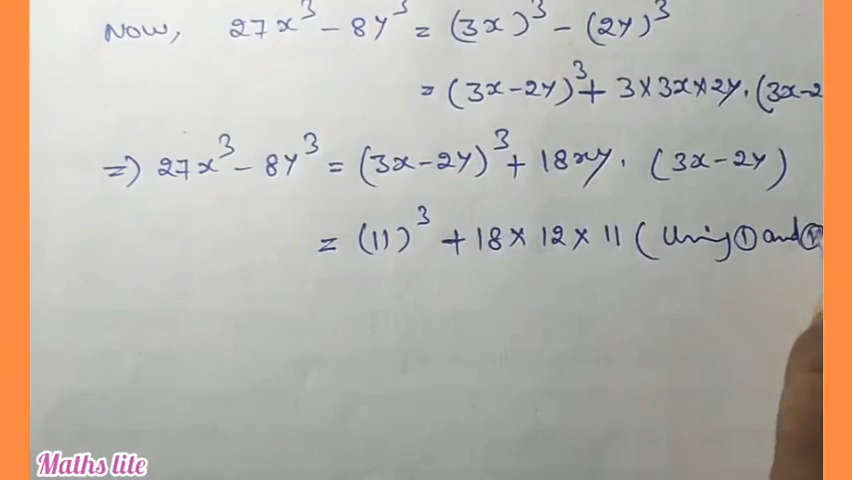 Now, 27x³ - 8y³ = (3x)³ - (2y)³
= (3x-2y)³ + 3×3x×2y. (3x-2
=> 27x³ - 8y³ = (3x-2y)³ + 18xy. (3x-2y)
= (11)³ + 18 × 12 × 11 (Using ① and
Maths lite